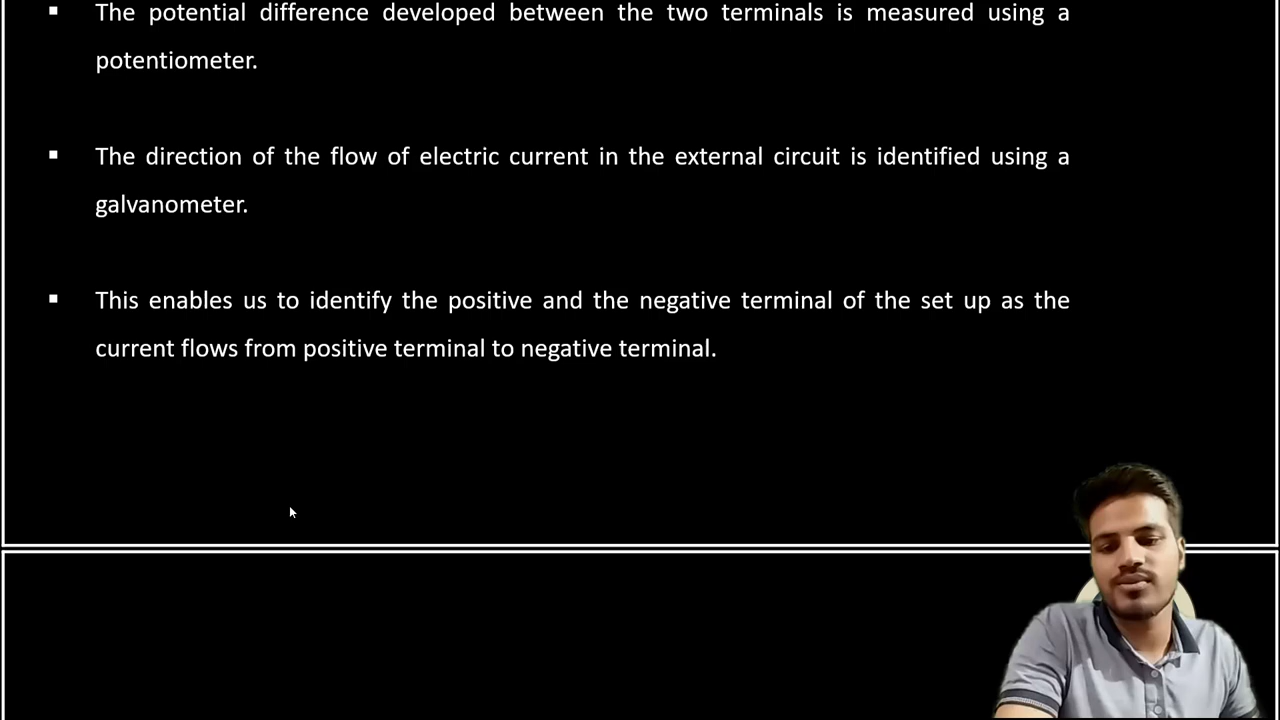 ▪ The potential difference developed between the two terminals is measured using a
potentiometer.
▪ The direction of the flow of electric current in the external circuit is identified using a
galvanometer.
▪ This enables us to identify the positive and the negative terminal of the set up as the
current flows from positive terminal to negative terminal.